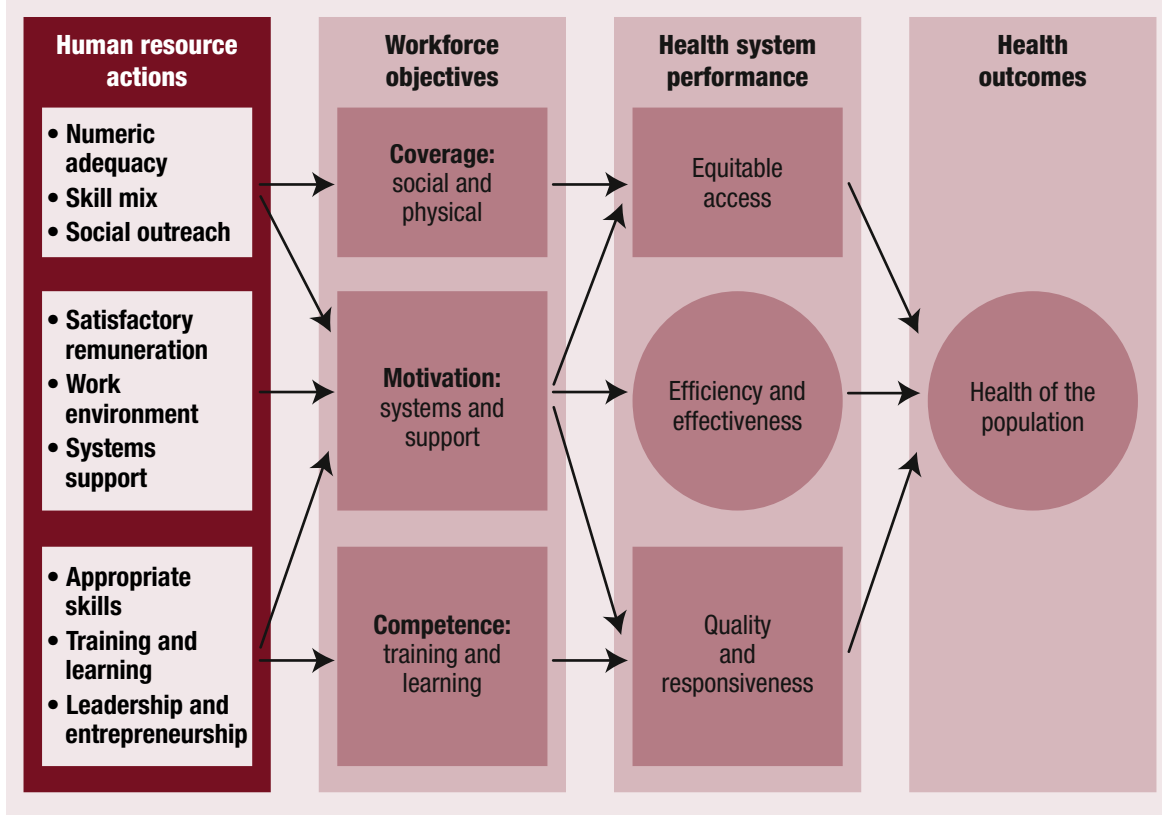 Human resource
actions
Workforce
objectives
Health system
performance
Health
outcomes
• Numeric
adequacy
• Skill mix
• Social outreach
Coverage:
social and
physical
Equitable
access
• Satisfactory
remuneration
• Work
environment
• Systems
support
Motivation:
systems and
support
Efficiency and
effectiveness
Health of the
population
• Appropriate
skills
• Training and
learning
• Leadership and
entrepreneurship
Competence:
training and
learning
Quality
and
responsiveness